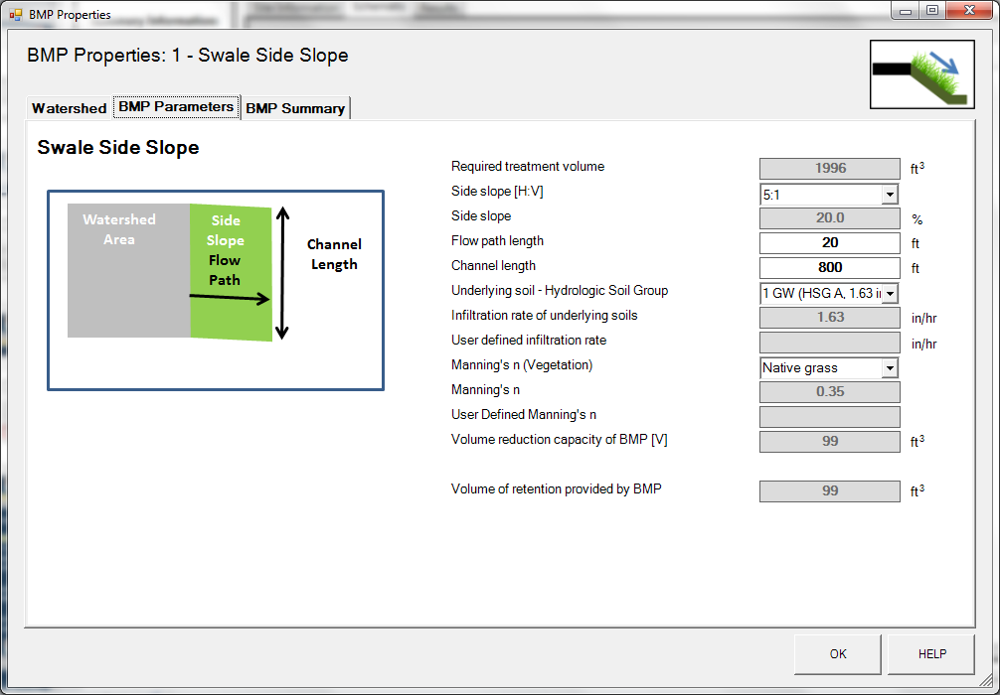 BMP Properties
BMP Properties: 1 - Swale Side Slope
Watershed BMP Parameters BMP Summary
Swale Side Slope
Watershed Area
Side Slope
Flow Path
Channel Length
Required treatment volume 1996 ft³
Side slope [H:V] 5:1
Side slope 20.0 %
Flow path length 20 ft
Channel length 800 ft
Underlying soil - Hydrologic Soil Group 1 GW (HSG A, 1.63 in
Infiltration rate of underlying soils 1.63 in/hr
User defined infiltration rate in/hr
Manning's n (Vegetation) Native grass
Manning's n 0.35
User Defined Manning's n
Volume reduction capacity of BMP [V] 99 ft³
Volume of retention provided by BMP 99 ft³
OK HELP